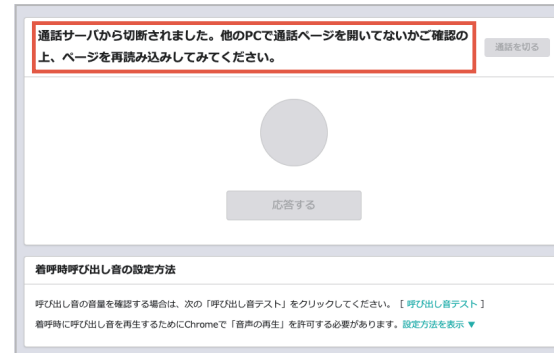 通話サーバから切断されました。他のPCで通話ページを開いてないかご確認の
上、ページを再読み込みしてみてください。
通話を切る
応答する
着呼時呼び出し音の設定方法
呼び出し音の音量を確認する場合は、次の「呼び出し音テスト」をクリックしてください。 [ 呼び出し音テスト ]
着呼時に呼び出し音を再生するためにChromeで「音声の再生」を許可する必要があります。設定方法を表示 ▼